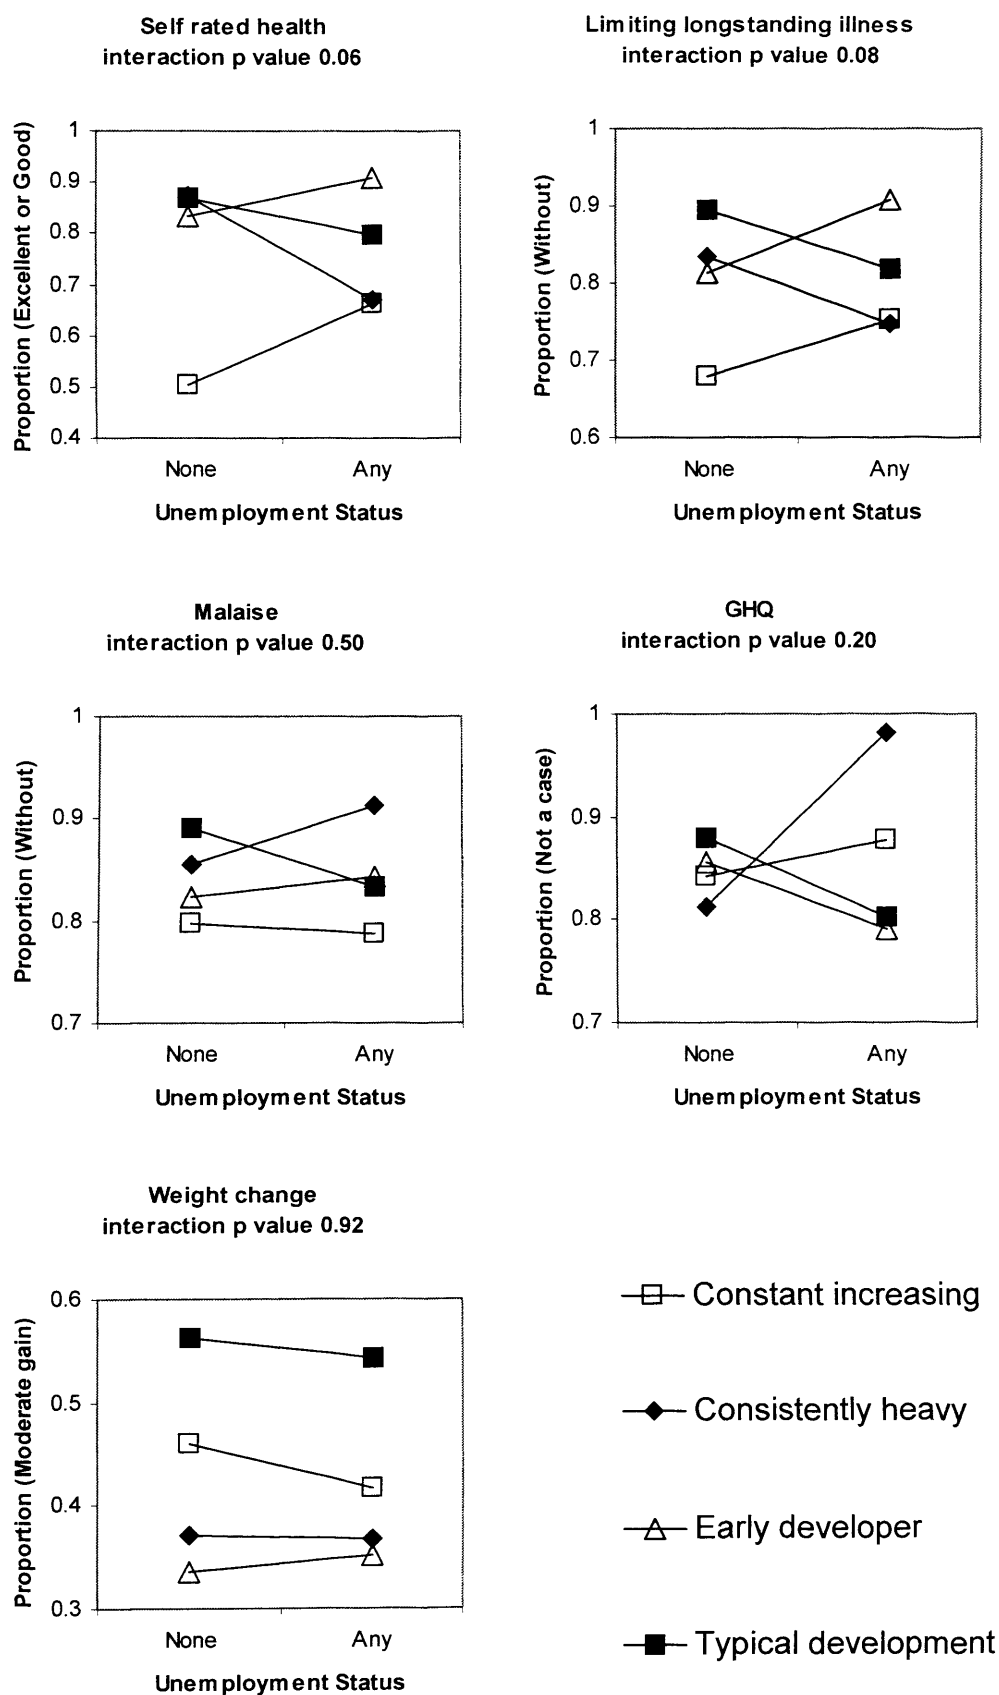 Self rated health
interaction p value 0.06
Proportion (Excellent or Good)
1
0.9
0.8
0.7
0.6
0.5
0.4
None Any
Unemployment Status
Limiting longstanding illness
interaction p value 0.08
Proportion (Without)
1
0.9
0.8
0.7
0.6
None Any
Unemployment Status
Malaise
interaction p value 0.50
Proportion (Without)
1
0.9
0.8
0.7
None Any
Unemployment Status
GHQ
interaction p value 0.20
Proportion (Not a case)
1
0.9
0.8
0.7
None Any
Unemployment Status
Weight change
interaction p value 0.92
Proportion (Moderate gain)
0.6
0.5
0.4
0.3
None Any
Unemployment Status
Constant increasing
Consistently heavy
Early developer
Typical development